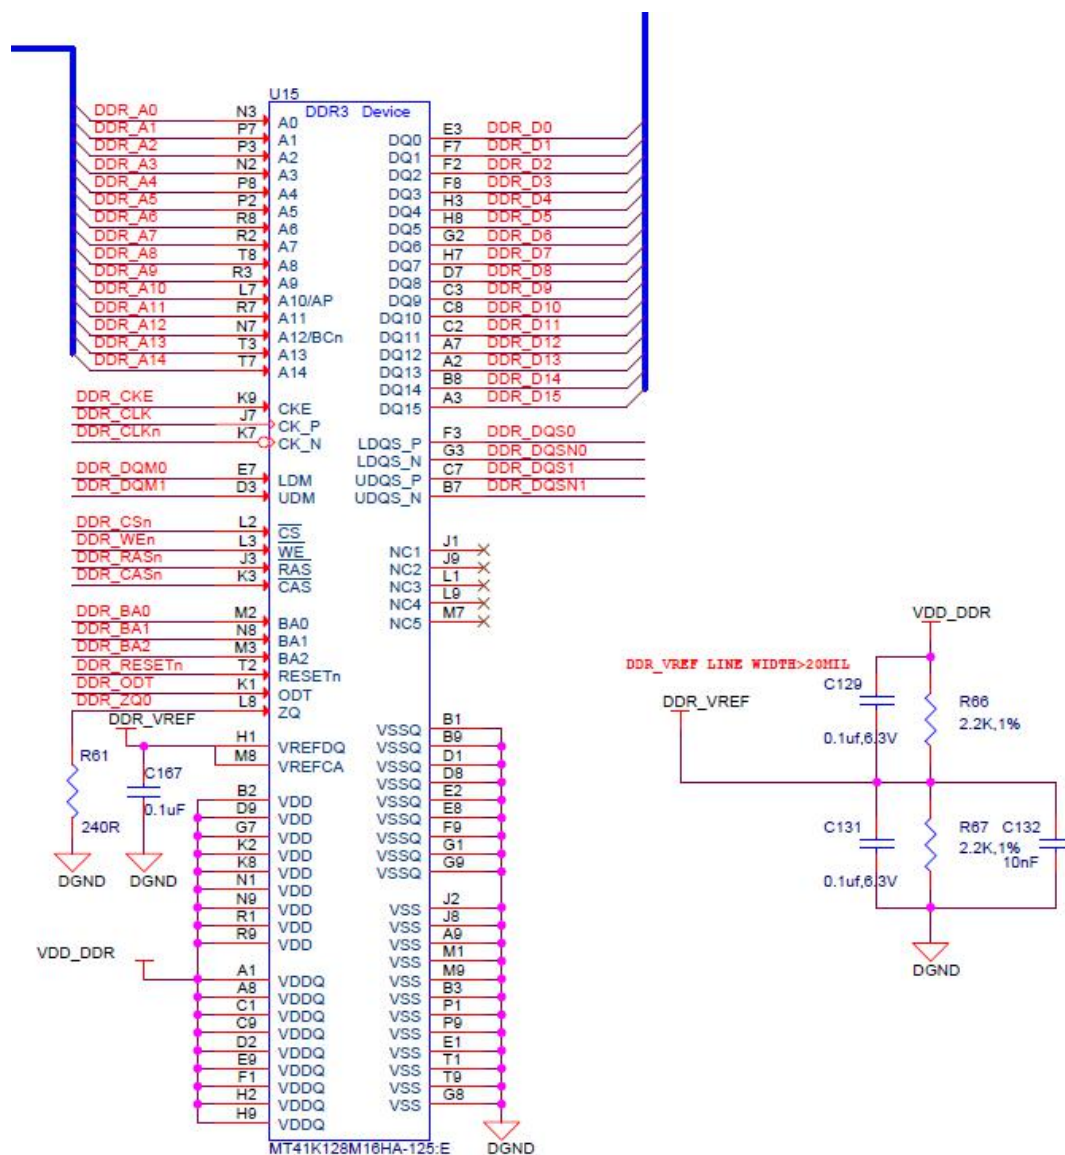 U15
DDR3 Device
DDR_A0 N3 A0
DDR_A1 P7 A1
DDR_A2 P3 A2
DDR_A3 N2 A3
DDR_A4 P8 A4
DDR_A5 P2 A5
DDR_A6 R8 A6
DDR_A7 R2 A7
DDR_A8 T8 A8
DDR_A9 R3 A9
DDR_A10 L7 A10/AP
DDR_A11 R7 A11
DDR_A12 N7 A12/BCn
DDR_A13 T3 A13
DDR_A14 T7 A14
DQ0 E3 DDR_D0
DQ1 F7 DDR_D1
DQ2 F2 DDR_D2
DQ3 F8 DDR_D3
DQ4 H3 DDR_D4
DQ5 H8 DDR_D5
DQ6 G2 DDR_D6
DQ7 H7 DDR_D7
DQ8 D7 DDR_D8
DQ9 C3 DDR_D9
DQ10 C8 DDR_D10
DQ11 C2 DDR_D11
DQ12 A7 DDR_D12
DQ13 A2 DDR_D13
DQ14 B8 DDR_D14
DQ15 A3 DDR_D15
DDR_CKE K9 CKE
DDR_CLK J7 CK_P
DDR_CLKn K7 CK_N
LDQS_P F3 DDR_DQS0
LDQS_N G3 DDR_DQSN0
UDQS_P C7 DDR_DQS1
UDQS_N B7 DDR_DQSN1
DDR_DQM0 E7 LDM
DDR_DQM1 D3 UDM
DDR_CSn L2 CS
DDR_WEn L3 WE
DDR_RASn J3 RAS
DDR_CASn K3 CAS
NC1 J1
NC2 J9
NC3 L1
NC4 L9
NC5 M7
DDR_BA0 M2 BA0
DDR_BA1 N8 BA1
DDR_BA2 M3 BA2
DDR_RESETn T2 RESETn
DDR_ODT K1 ODT
DDR_ZQ0 L8 ZQ
DDR_VREF
H1 VREFDQ
M8 VREFCA
R61
240R
DGND
C167
0.1uF
DGND
B2 VDD
D9 VDD
G7 VDD
K2 VDD
K8 VDD
N1 VDD
N9 VDD
R1 VDD
R9 VDD
VDD_DDR
A1 VDDQ
A8 VDDQ
C1 VDDQ
C9 VDDQ
D2 VDDQ
E9 VDDQ
F1 VDDQ
H2 VDDQ
H9 VDDQ
VSSQ B1
VSSQ B9
VSSQ D1
VSSQ D8
VSSQ E2
VSSQ E8
VSSQ F9
VSSQ G1
VSSQ G9
VSS J2
VSS J8
VSS A9
VSS M1
VSS M9
VSS B3
VSS P1
VSS P9
VSS E1
VSS T1
VSS T9
VSS G8
DGND
MT41K128M16HA-125:E
VDD_DDR
DDR_VREF LINE WIDTH>20MIL
DDR_VREF
C129
0.1uf,6.3V
R66
2.2K,1%
C131
0.1uf,6.3V
R67
2.2K,1%
C132
10nF
DGND